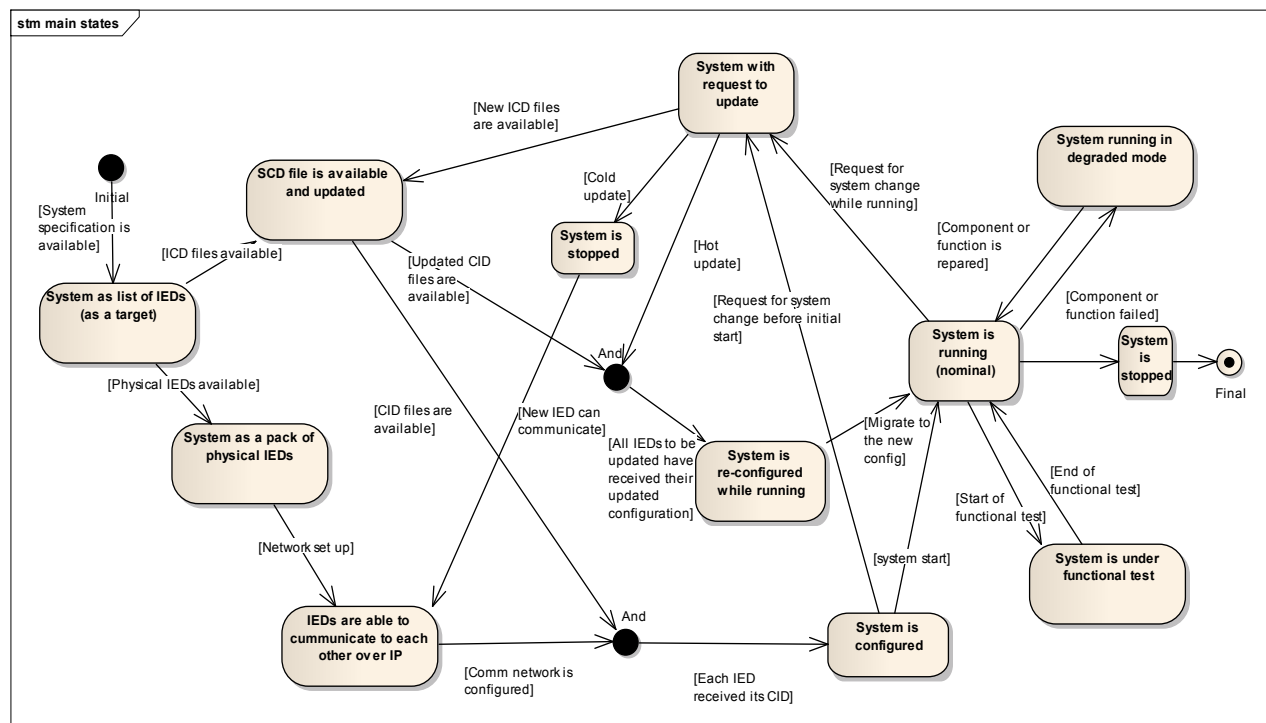 stm main states
System with
request to
update
[New ICD files
are available]
System running in
degraded mode
SCD file is available
and updated
Initial
[Cold
update]
[Request for
system change
while running]
[System
specification is
available]
[ICD files available]
System is
stopped
[Component or
function is
repared]
[Updated CID
files are
available]
[Hot
update]
System as list of IEDs
(as a target)
[Request for system
change before initial
start]
[Component or
function failed]
System is
running
(nominal)
System
is
stopped
And
Final
[Physical IEDs available]
[CID files are
available]
[New IED can
communicate]
[Migrate to
the new
config]
System as a pack of
physical IEDs
[All IEDs to be
updated have
received their
updated
configuration]
System is
re-configured
while running
[End of
functional test]
[Start of
functional test]
[Network set up]
[system start]
System is under
functional test
IEDs are able to
cummunicate to each
other over IP
And
System is
configured
[Comm network is
configured]
[Each IED
received its CID]